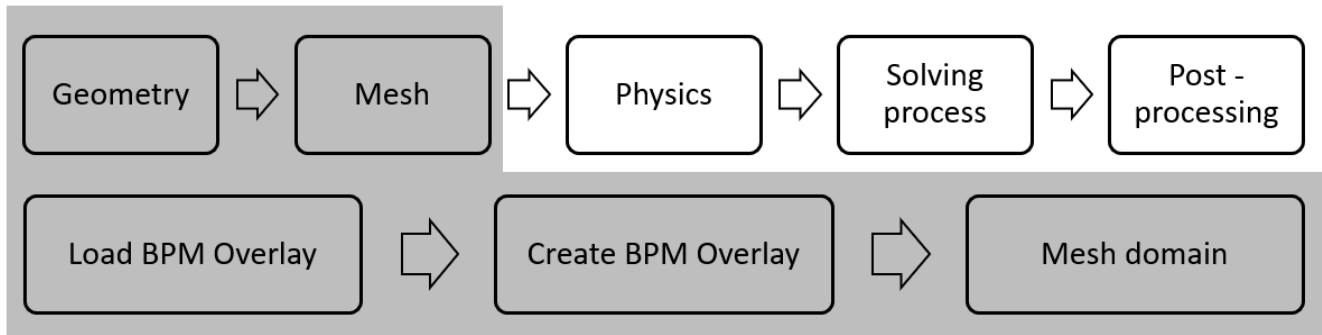 Geometry
Mesh
Physics
Solving
process
Post -
processing
Load BPM Overlay
Create BPM Overlay
Mesh domain